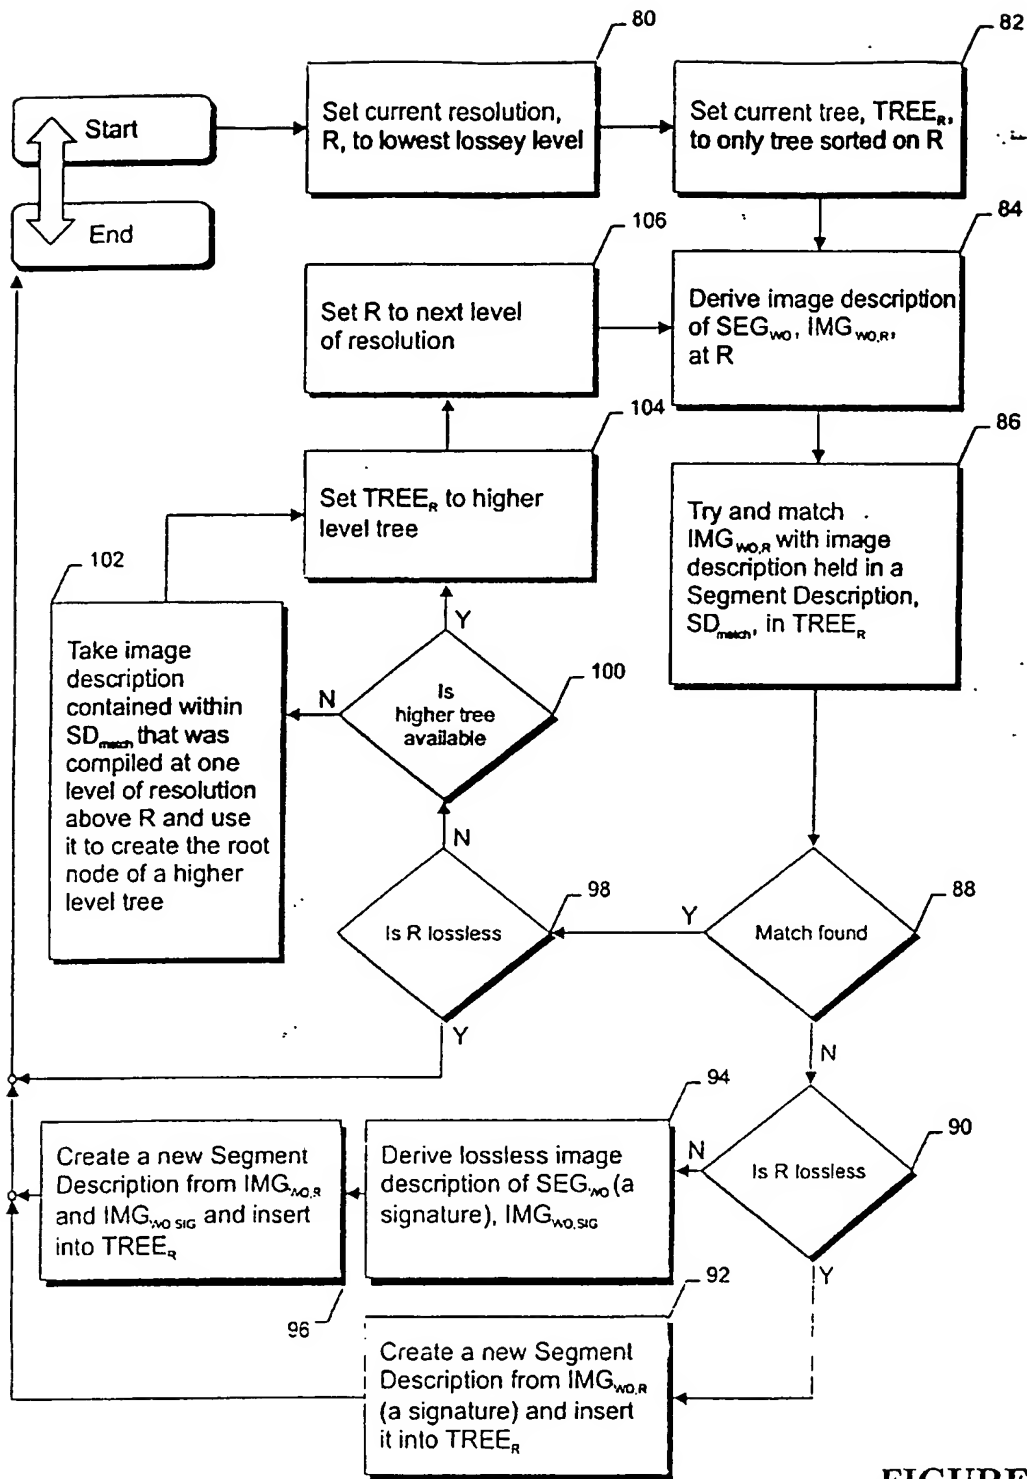 80
82
Start
Set current resolution,
R, to lowest lossey level
Set current tree, TREE_R,
to only tree sorted on R
End
106
84
Set R to next level
of resolution
Derive image description
of SEG_WO, IMG_WO,R,
at R
104
86
Set TREE_R to higher
level tree
Try and match
IMG_WO,R with image
description held in a
Segment Description,
SD_match, in TREE_R
102
Take image
description
contained within
SD_match that was
compiled at one
level of resolution
above R and use
it to create the root
node of a higher
level tree
Y
N
Is
higher tree
available
100
N
Is R lossless
98
Y
Y
Match found
88
N
94
90
Is R lossless
N
Y
Derive lossless image
description of SEG_WO (a
signature), IMG_WO,SIG
Create a new Segment
Description from IMG_WO,R
and IMG_WO SIG and insert
into TREE_R
96
92
Create a new Segment
Description from IMG_WO,R
(a signature) and insert
it into TREE_R
FIGURE